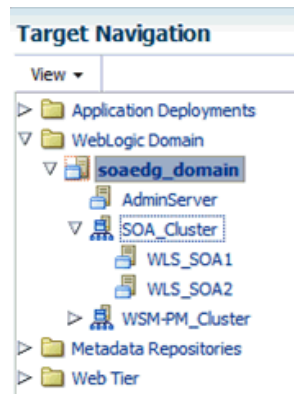 Target Navigation
View
Application Deployments
WebLogic Domain
soaedg_domain
AdminServer
SOA_Cluster
WLS_SOA1
WLS_SOA2
WSM-PM_Cluster
Metadata Repositories
Web Tier